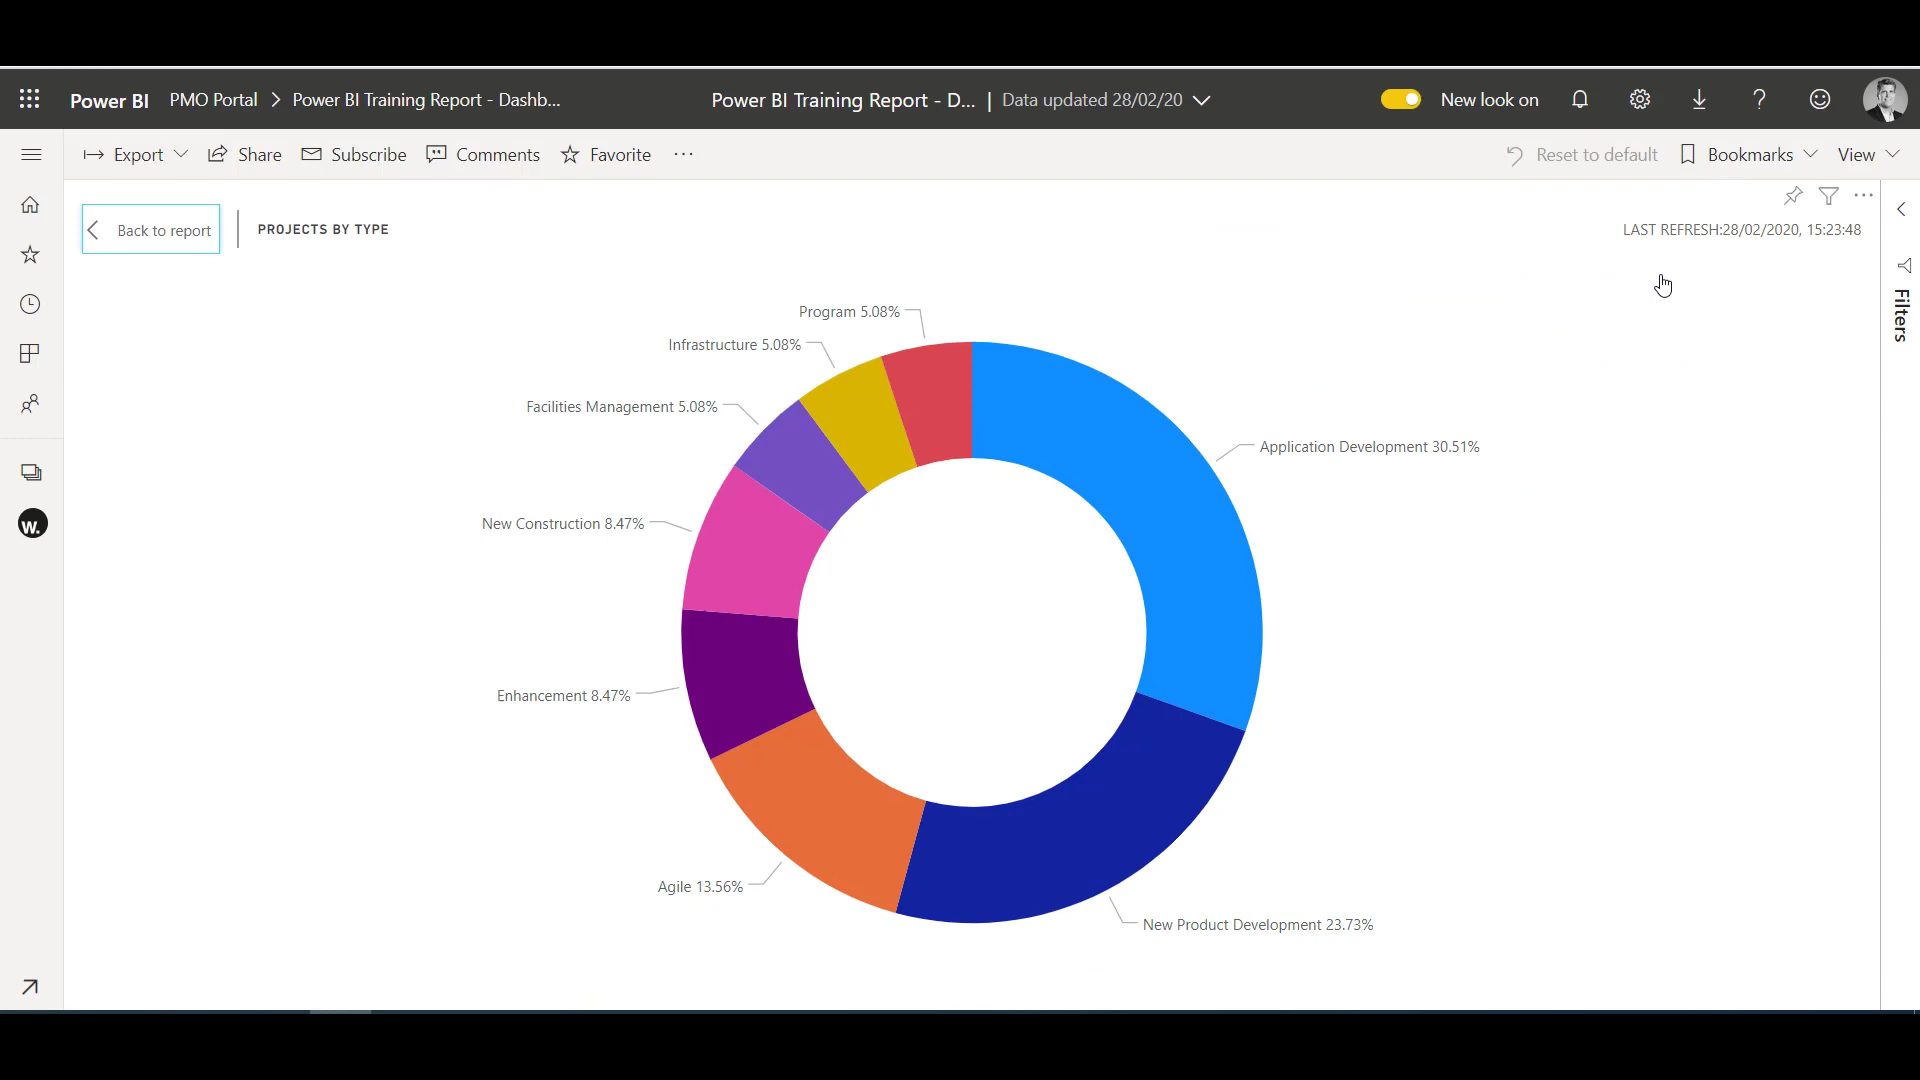 Power BI PMO Portal > Power BI Training Report - Dashb... Power BI Training Report - D... | Data updated 28/02/20 New look on ?
Export Share Subscribe Comments Favorite ... Reset to default Bookmarks View
Back to report PROJECTS BY TYPE
LAST REFRESH:28/02/2020, 15:23:48
Filters
Program 5.08%
Infrastructure 5.08%
Facilities Management 5.08%
Application Development 30.51%
New Construction 8.47%
w.
Enhancement 8.47%
Agile 13.56%
New Product Development 23.73%